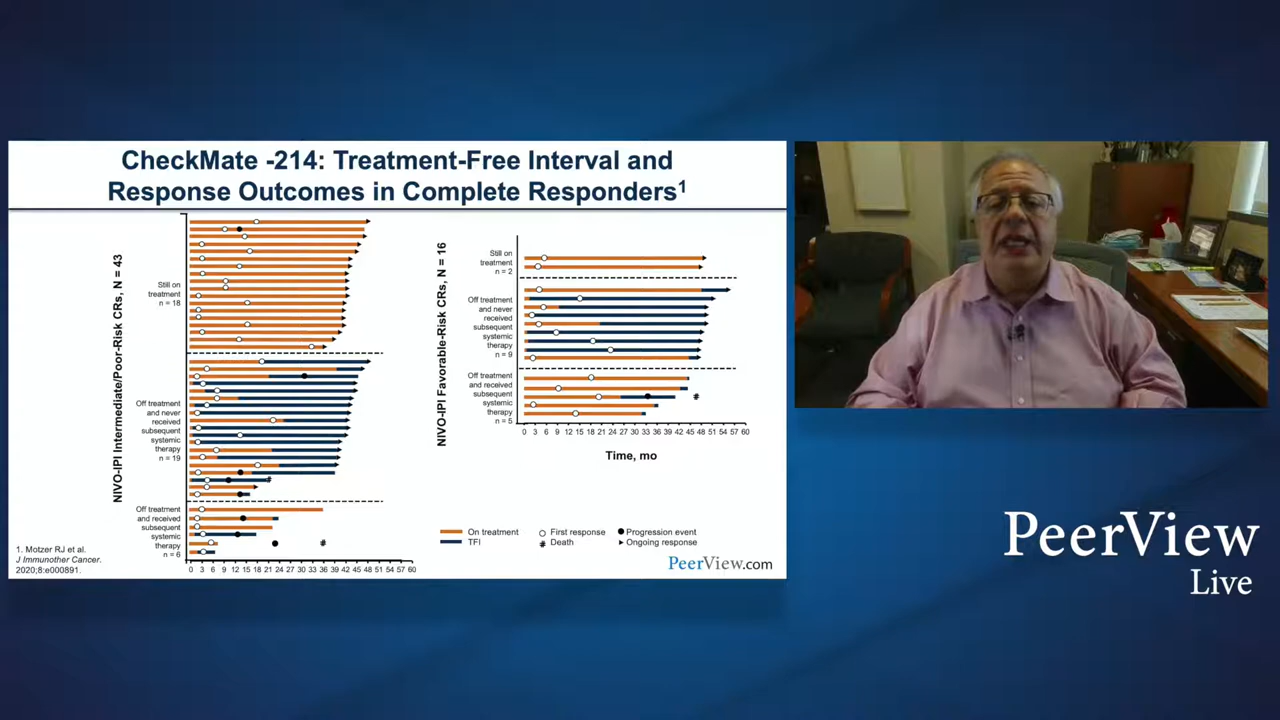 CheckMate -214: Treatment-Free Interval and
Response Outcomes in Complete Responders1
NIVO-IPI Intermediate/Poor-Risk CRs, N = 43
Still on
treatment
n = 18
Off treatment
and never
received
subsequent
systemic
therapy
n = 19
Off treatment
and received
subsequent
systemic
therapy
n = 6
0 3 6 9 12 15 18 21 24 27 30 33 36 39 42 45 48 51 54 57 60
NIVO-IPI Favorable-Risk CRs, N = 16
Still on
treatment
n = 2
Off treatment
and never
received
subsequent
systemic
therapy
n = 9
Off treatment
and received
subsequent
systemic
therapy
n = 5
# 
0 3 6 9 12 15 18 21 24 27 30 33 36 39 42 45 48 51 54 57 60
Time, mo
On treatment
First response
Progression event
TFI
# Death
Ongoing response
1. Motzer RJ et al.
J Immunother Cancer.
2020;8:e000891.
PeerView.com
PeerView
Live